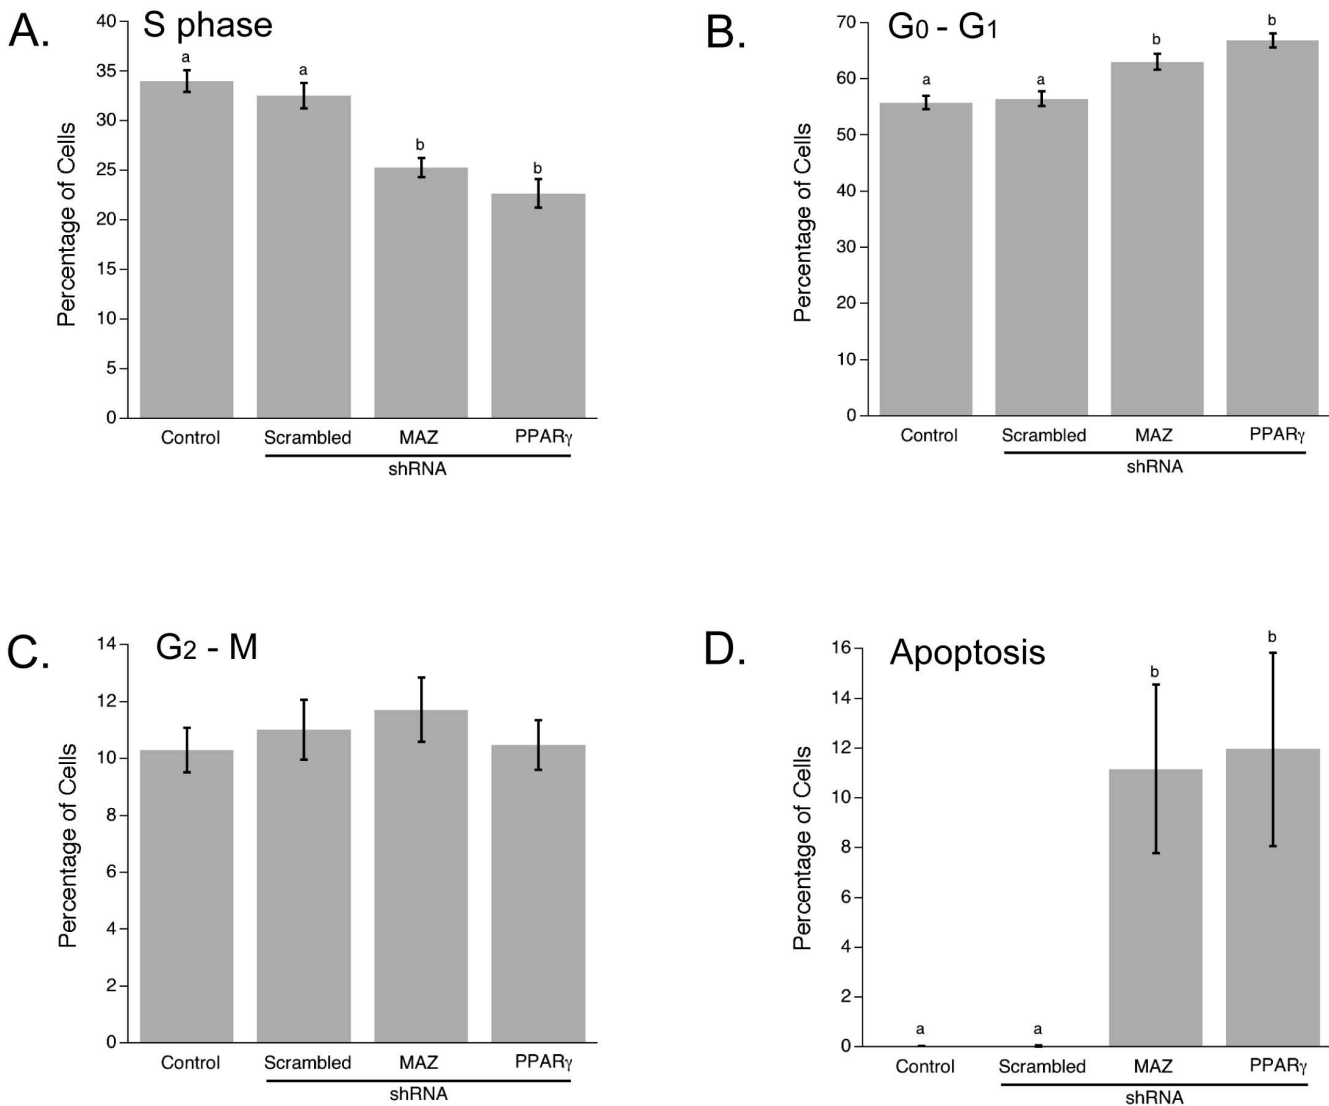 A.
S phase
Percentage of Cells
40
35
30
25
20
15
10
5
0
a
a
b
b
Control
Scrambled
MAZ
PPARγ
shRNA
B.
G0 - G1
Percentage of Cells
70
60
50
40
30
20
10
0
a
a
b
b
Control
Scrambled
MAZ
PPARγ
shRNA
C.
G2 - M
Percentage of Cells
14
12
10
8
6
4
2
0
Control
Scrambled
MAZ
PPARγ
shRNA
D.
Apoptosis
Percentage of Cells
16
14
12
10
8
6
4
2
0
a
a
b
b
Control
Scrambled
MAZ
PPARγ
shRNA